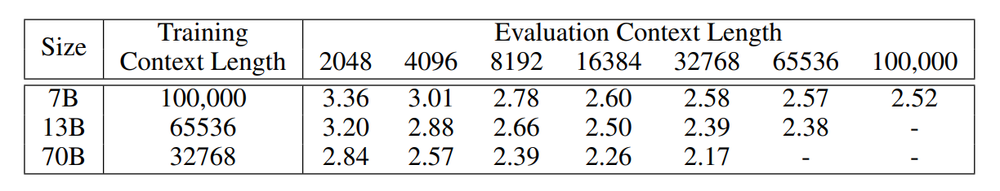 Size Training Context Length Evaluation Context Length
2048 4096 8192 16384 32768 65536 100,000
7B 100,000 3.36 3.01 2.78 2.60 2.58 2.57 2.52
13B 65536 3.20 2.88 2.66 2.50 2.39 2.38 -
70B 32768 2.84 2.57 2.39 2.26 2.17 - -